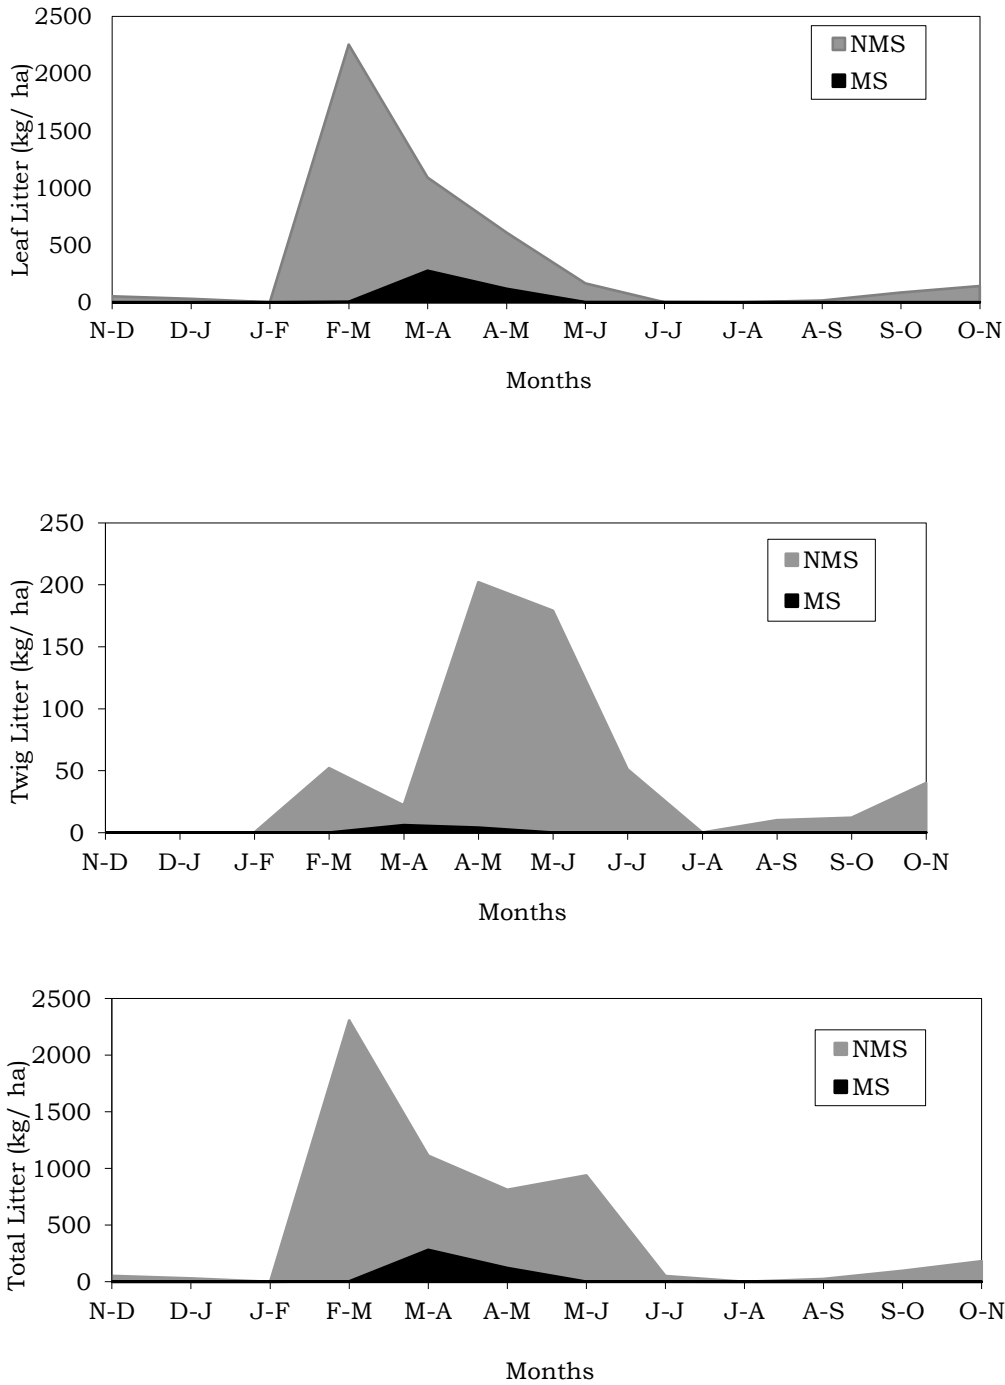 2500
2000
1500
1000
500
0
Leaf Litter (kg/ ha)
NMS
MS
N-D D-J J-F F-M M-A A-M M-J J-J J-A A-S S-O O-N
Months
250
200
150
100
50
0
Twig Litter (kg/ ha)
NMS
MS
N-D D-J J-F F-M M-A A-M M-J J-J J-A A-S S-O O-N
Months
2500
2000
1500
1000
500
0
Total Litter (kg/ ha)
NMS
MS
N-D D-J J-F F-M M-A A-M M-J J-J J-A A-S S-O O-N
Months